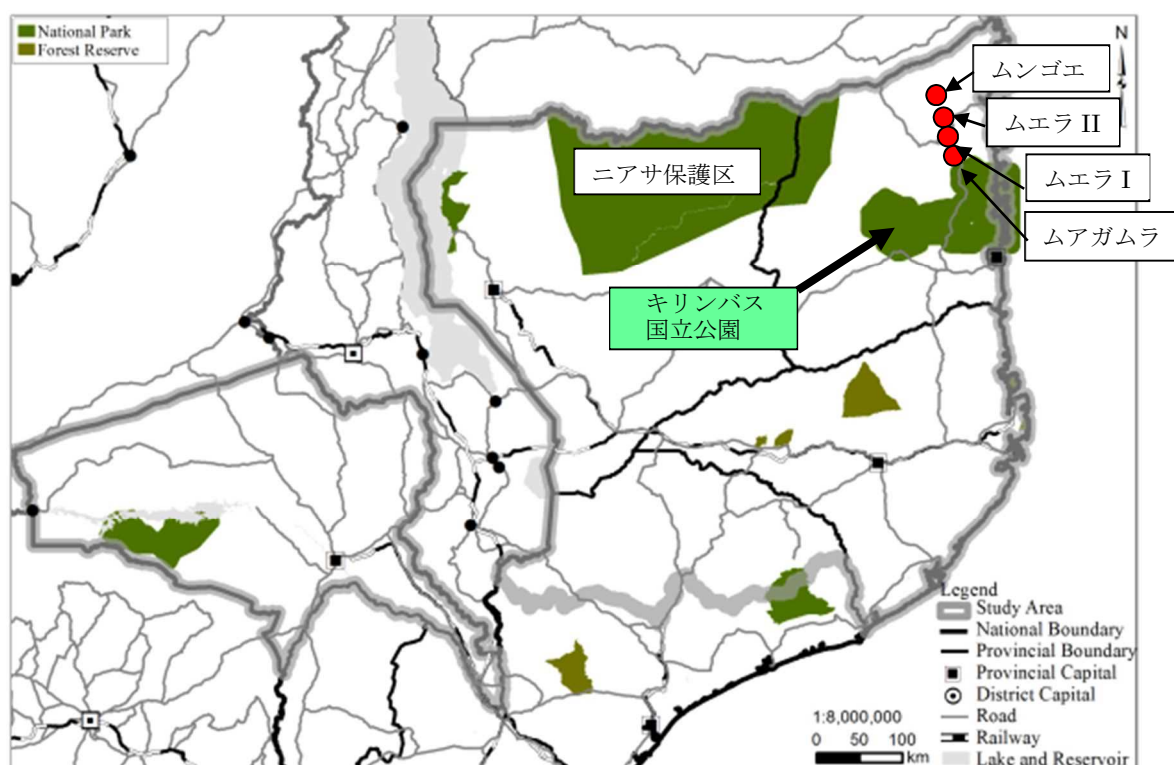 National Park
Forest Reserve
N
ムンゴエ
ムエラ II
ムエラ I
ムアガムラ
ニアサ保護区
キリンバス
国立公園
Legend
Study Area
National Boundary
Provincial Boundary
Provincial Capital
District Capital
Road
Railway
Lake and Reservoir
1:8,000,000
0 50 100
km